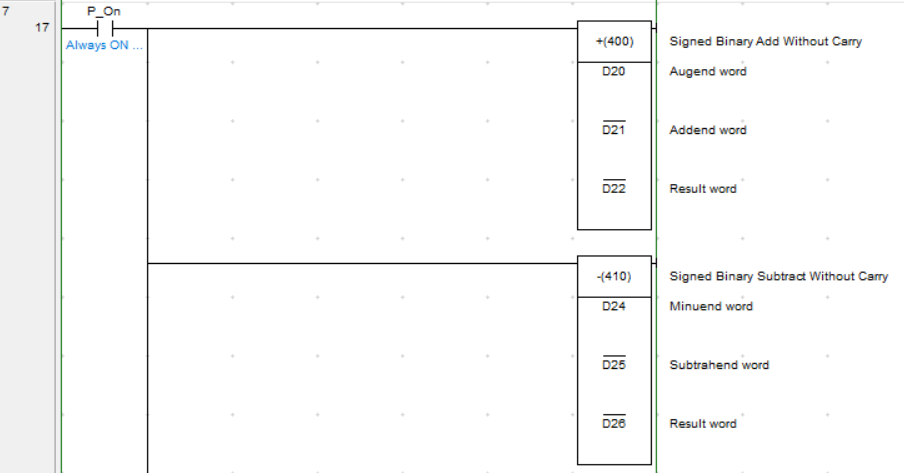 7
P_On
17
Always ON ...
+(400)
Signed Binary Add Without Carry
D20
Augend word
D21
Addend word
D22
Result word
-(410)
Signed Binary Subtract Without Carry
D24
Minuend word
D25
Subtrahend word
D26
Result word